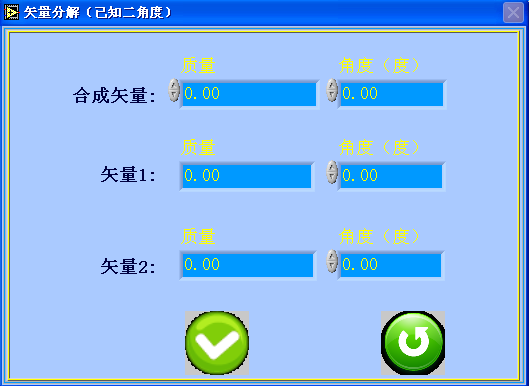 矢量分解（已知二角度）
质量 角度（度）
合成矢量: 0.00 0.00
质量 角度（度）
矢量1: 0.00 0.00
质量 角度（度）
矢量2: 0.00 0.00